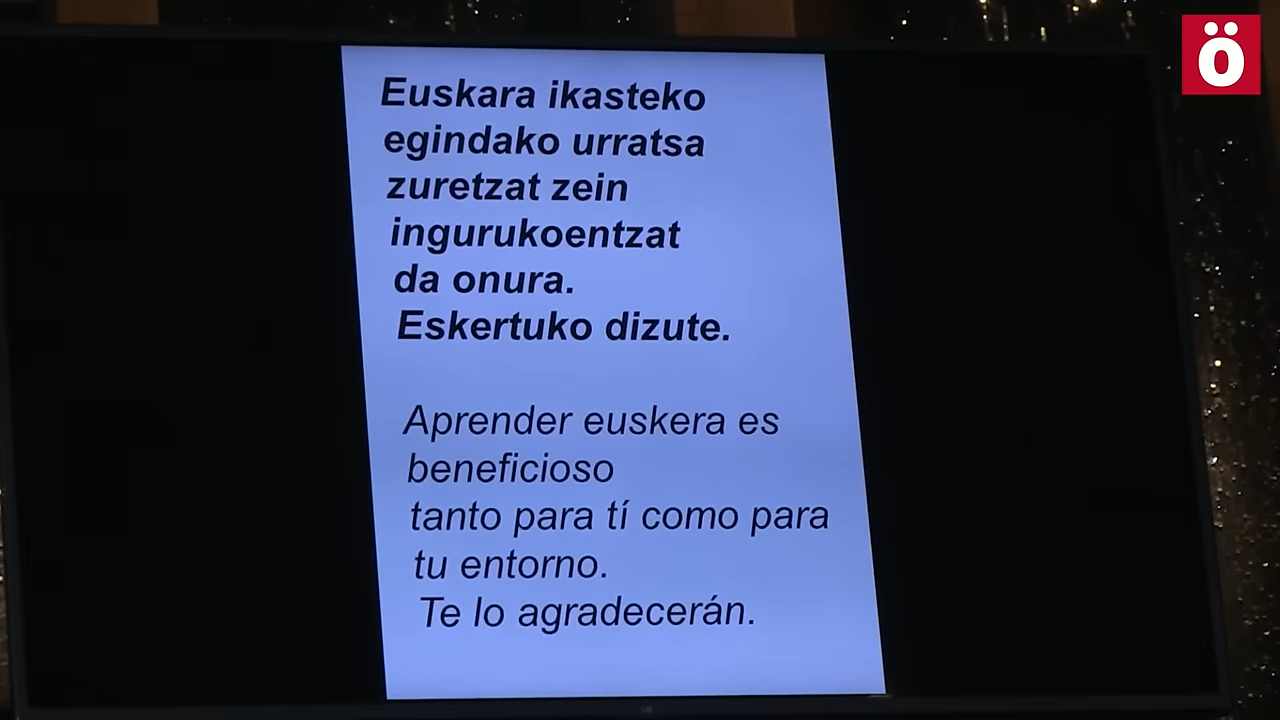 Ö
Euskara ikasteko
egindako urratsa
zuretzat zein
ingurukoentzat
da onura.
Eskertuko dizute.
Aprender euskera es
beneficioso
tanto para tí como para
tu entorno.
Te lo agradecerán.